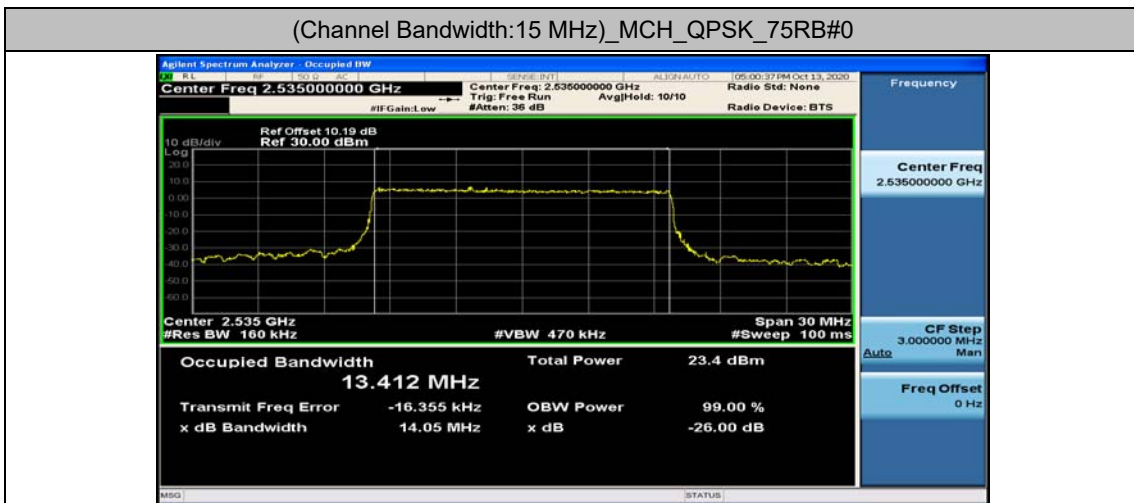 (Channel Bandwidth:15 MHz)_MCH_QPSK_75RB#0
Agilent Spectrum Analyzer - Occupied BW
RL RF 50 Ω AC SENSE:INT ALIGN AUTO 05:00:37 PM Oct 13, 2020
Center Freq 2.535000000 GHz
Center Freq: 2.535000000 GHz
Radio Std: None
Trig: Free Run Avg|Hold: 10/10
#IFGain:Low #Atten: 36 dB Radio Device: BTS
Frequency
Ref Offset 10.19 dB
10 dB/div Ref 30.00 dBm
Log
20.0
10.0
0.00
-10.0
-20.0
-30.0
-40.0
-50.0
-60.0
Center Freq
2.535000000 GHz
Center 2.535 GHz Span 30 MHz
#Res BW 160 kHz #VBW 470 kHz #Sweep 100 ms
CF Step
3.000000 MHz
Auto Man
Occupied Bandwidth Total Power 23.4 dBm
13.412 MHz
Freq Offset
0 Hz
Transmit Freq Error -16.355 kHz OBW Power 99.00 %
x dB Bandwidth 14.05 MHz x dB -26.00 dB
MSG STATUS